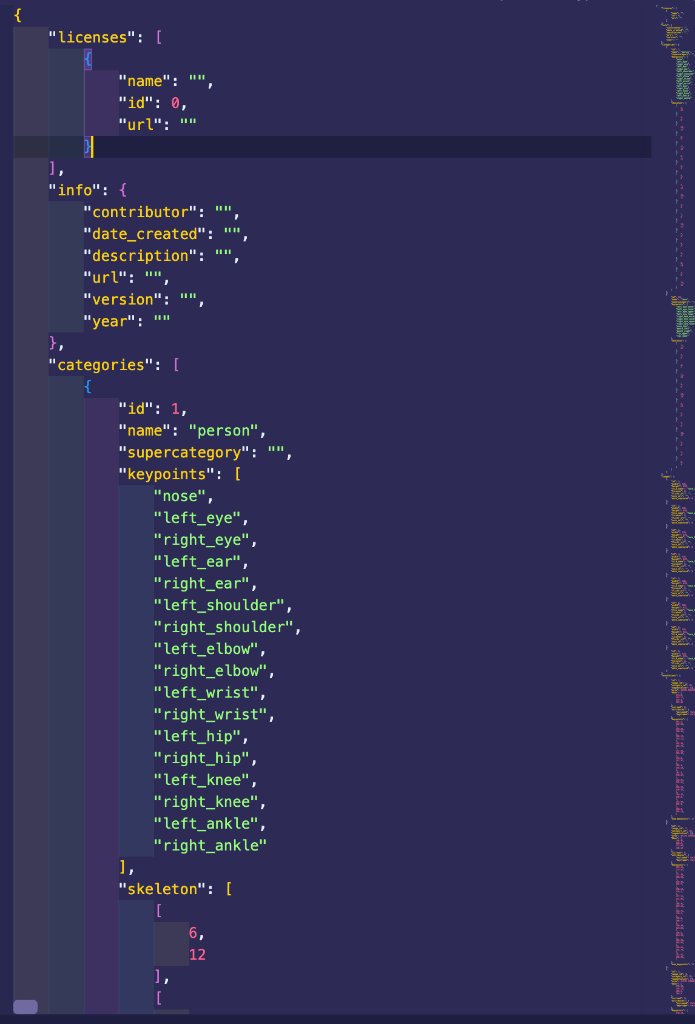 {
"licenses": [
{
"name": "",
"id": 0,
"url": ""
}
],
"info": {
"contributor": "",
"date_created": "",
"description": "",
"url": "",
"version": "",
"year": ""
},
"categories": [
{
"id": 1,
"name": "person",
"supercategory": "",
"keypoints": [
"nose",
"left_eye",
"right_eye",
"left_ear",
"right_ear",
"left_shoulder",
"right_shoulder",
"left_elbow",
"right_elbow",
"left_wrist",
"right_wrist",
"left_hip",
"right_hip",
"left_knee",
"right_knee",
"left_ankle",
"right_ankle"
],
"skeleton": [
[
6,
12
],
[